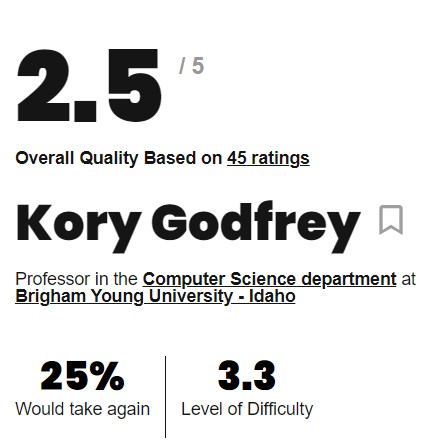 2.5 / 5
Overall Quality Based on 45 ratings
Kory Godfrey
Professor in the Computer Science department at
Brigham Young University - Idaho
25%
Would take again
3.3
Level of Difficulty